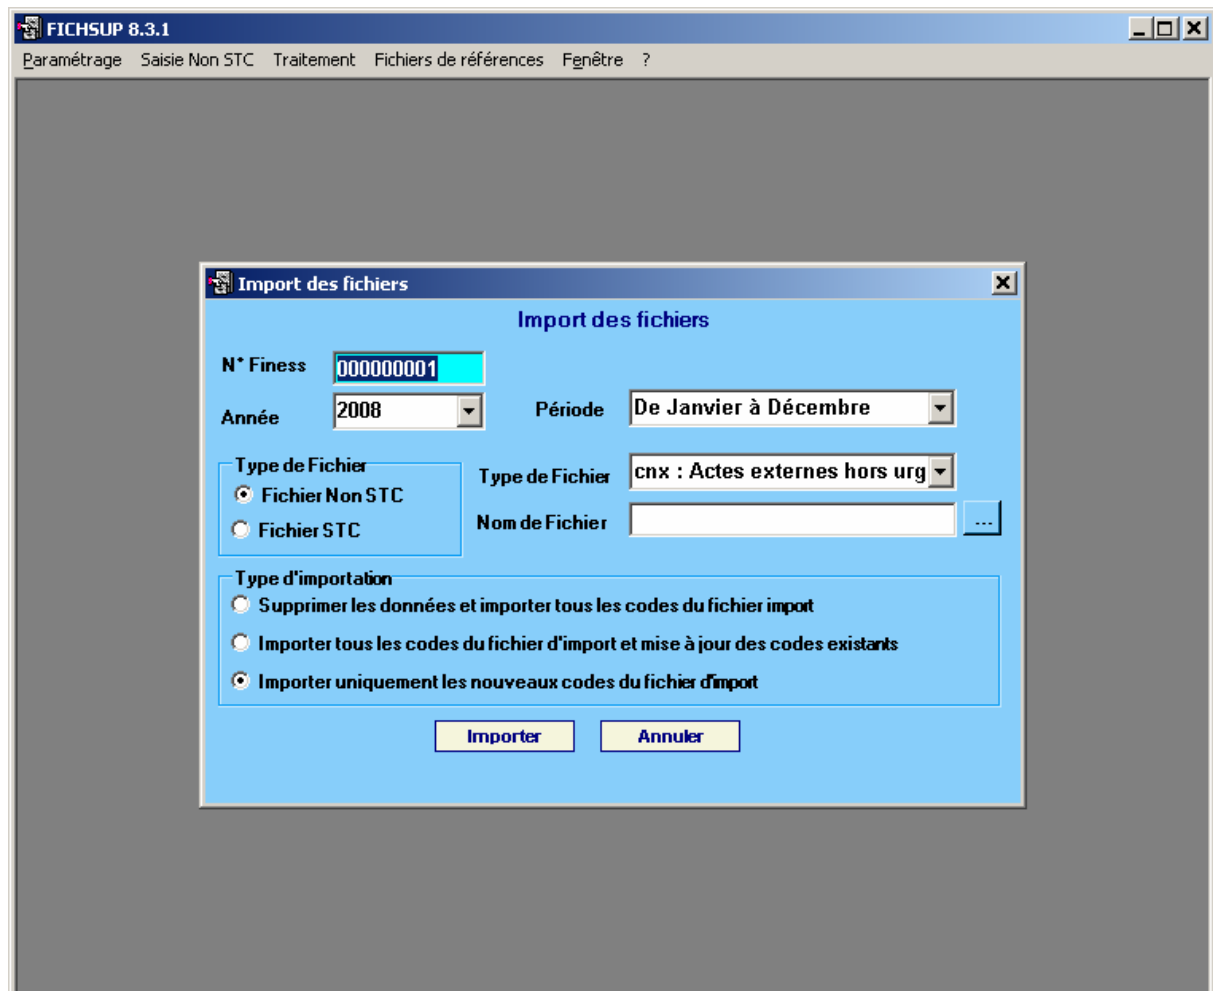 FICHSUP 8.3.1
Paramétrage Saisie Non STC Traitement Fichiers de références Fenêtre ?
Import des fichiers
Import des fichiers
N° Finess 000000001
Année 2008 Période De Janvier à Décembre
Type de Fichier
Fichier Non STC
Fichier STC
Type de Fichier cnx : Actes externes hors urg
Nom de Fichier ...
Type d'importation
Supprimer les données et importer tous les codes du fichier import
Importer tous les codes du fichier d'import et mise à jour des codes existants
Importer uniquement les nouveaux codes du fichier d'import
Importer Annuler